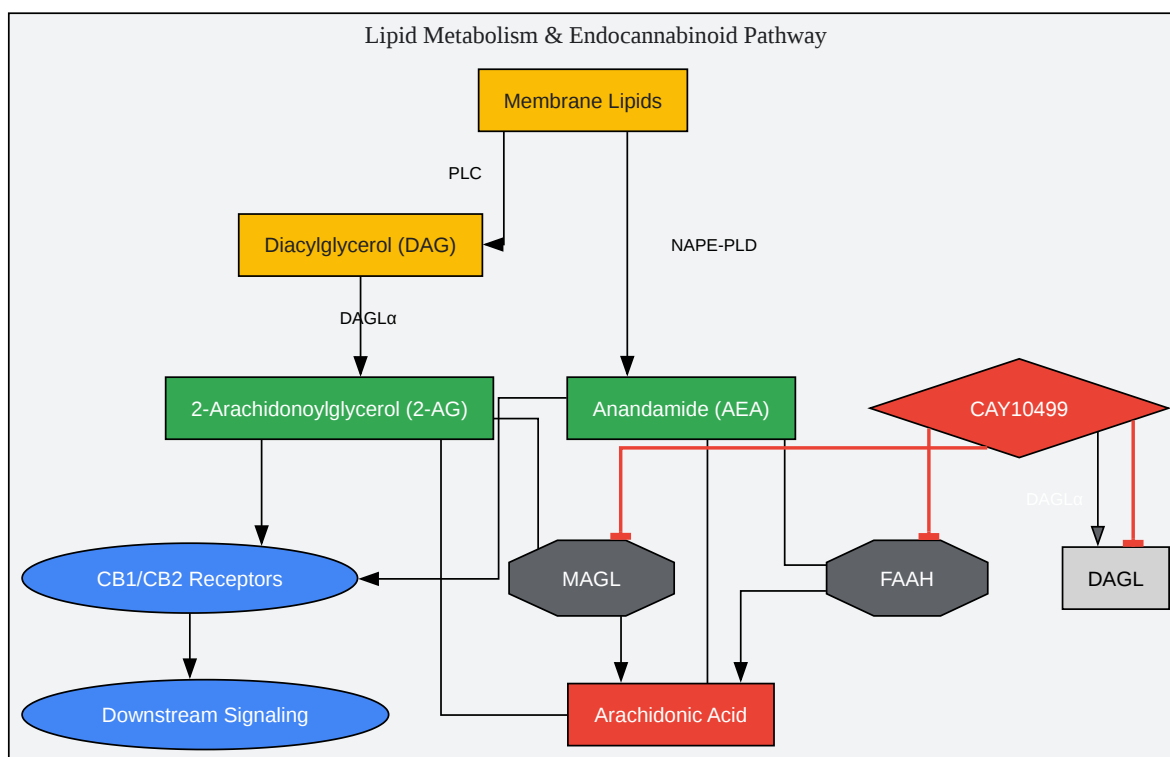 Lipid Metabolism & Endocannabinoid Pathway
Membrane Lipids
PLC
Diacylglycerol (DAG)
NAPE-PLD
DAGLα
2-Arachidonoylglycerol (2-AG)
Anandamide (AEA)
CAY10499
DAGLα
CB1/CB2 Receptors
MAGL
FAAH
DAGL
Downstream Signaling
Arachidonic Acid